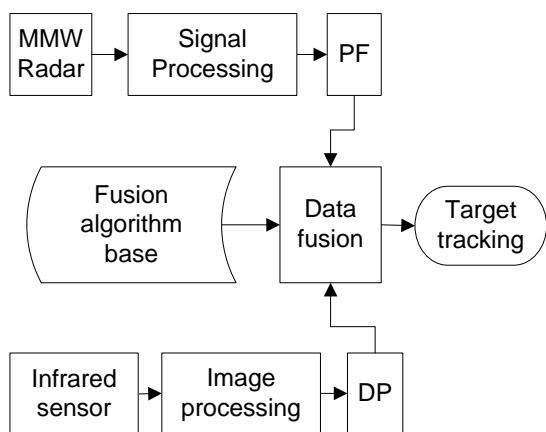 MMW
Radar
Signal
Processing
PF
Fusion
algorithm
base
Data
fusion
Target
tracking
Infrared
sensor
Image
processing
DP